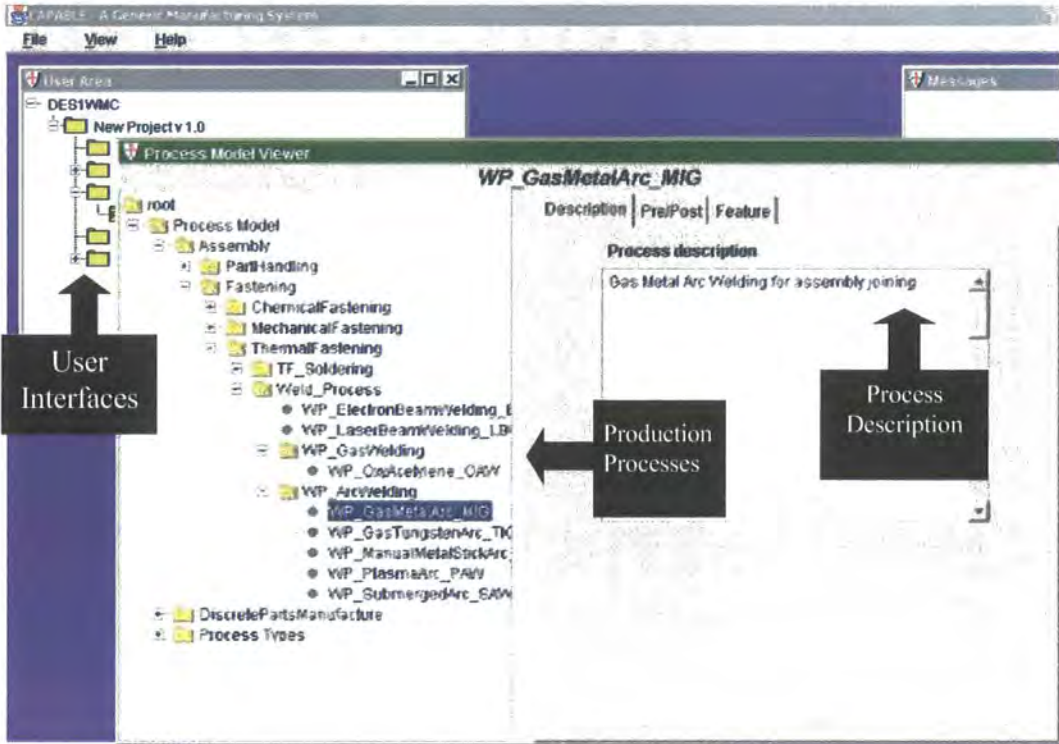 CAPABLE - A Generic Manufacturing System
File View Help
User Area
Messages
DES1WMC
New Project v 1.0
Process Model Viewer
WP_GasMetalArc_MIG
root
Process Model
Assembly
PartHandling
Fastening
ChemicalFastening
MechanicalFastening
ThermalFastening
TF_Soldering
Weld_Process
WP_ElectronBeamWelding_
WP_LaserBeamWelding_LB
WP_GasWelding
WP_OxyAcetylene_OAW
WP_ArcWelding
WP_GasMetalArc_MIG
WP_GasTungstenArc_TI
WP_ManualMetalStickArc_
WP_PlasmaArc_PAW
WP_SubmergedArc_SAW
DiscretePartsManufacture
Process Types
Description Pre/Post Feature
Process description
Gas Metal Arc Welding for assembly joining
User
Interfaces
Production
Processes
Process
Description